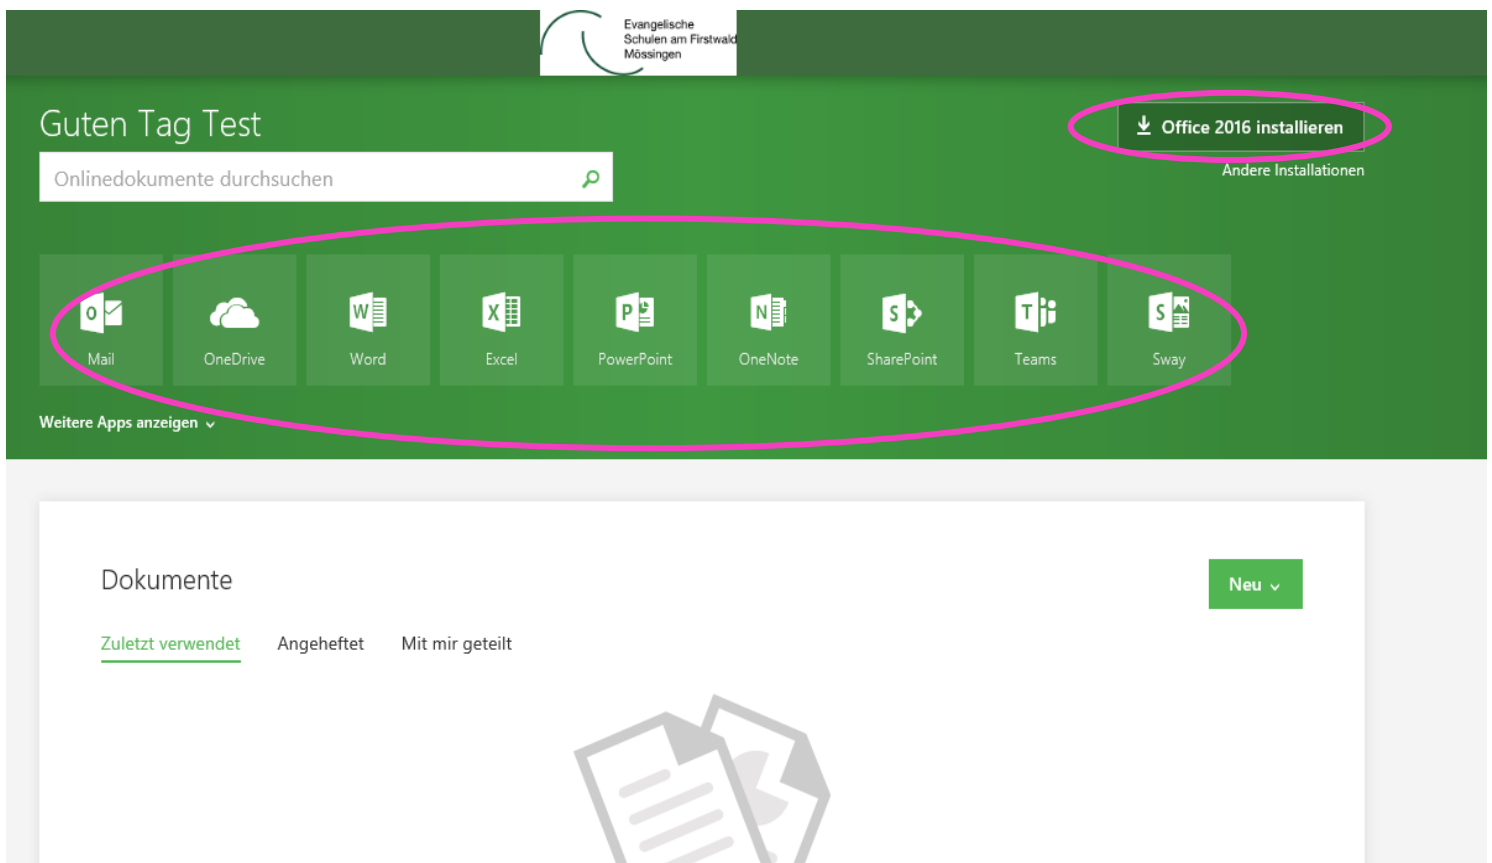 Evangelische
Schulen am Firstwald
Mössingen
Guten Tag Test
Office 2016 installieren
Onlinedokumente durchsuchen
Andere Installationen
Mail OneDrive Word Excel PowerPoint OneNote SharePoint Teams Sway
Weitere Apps anzeigen
Dokumente
Neu
Zuletzt verwendet Angeheftet Mit mir geteilt